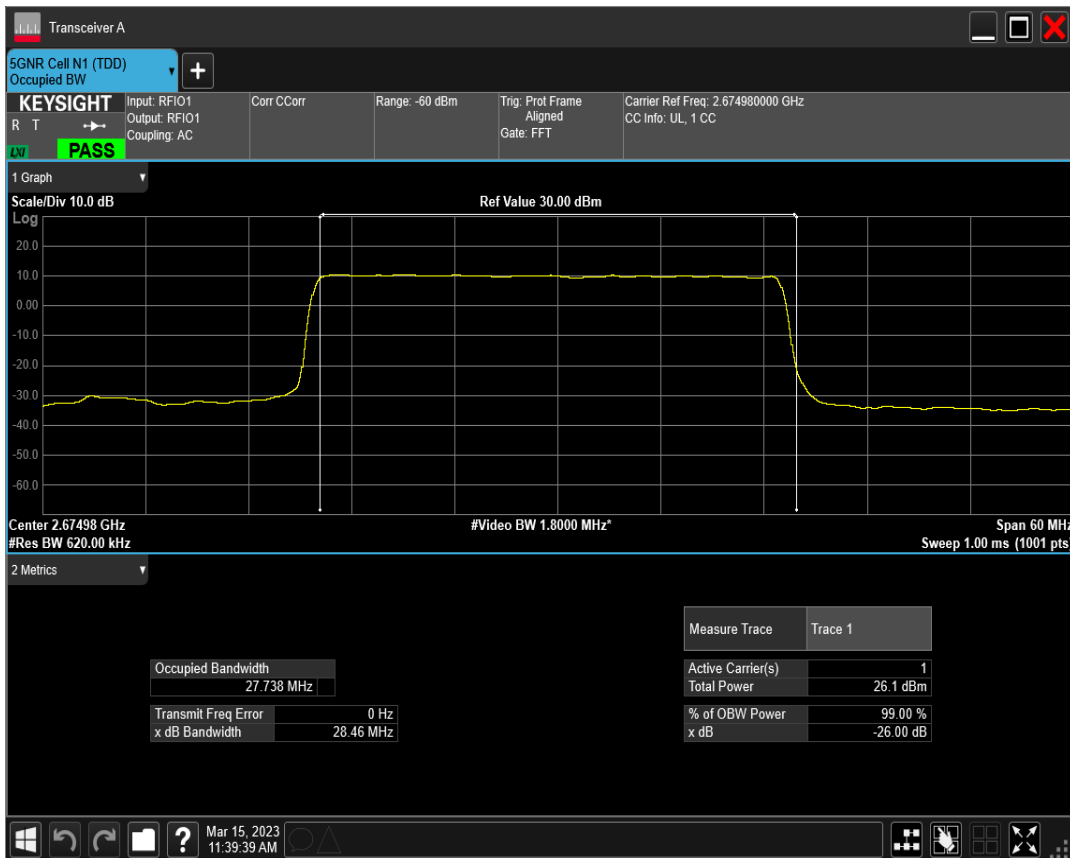 Transceiver A
5GNR Cell N1 (TDD)
Occupied BW
KEYSIGHT
R T
LXI
PASS
Input: RFIO1
Output: RFIO1
Coupling: AC
Corr CCorr
Range: -60 dBm
Trig: Prot Frame
Aligned
Gate: FFT
Carrier Ref Freq: 2.674980000 GHz
CC Info: UL, 1 CC
1 Graph
Scale/Div 10.0 dB
Ref Value 30.00 dBm
Log
20.0
10.0
0.00
-10.0
-20.0
-30.0
-40.0
-50.0
-60.0
Center 2.67498 GHz
#Video BW 1.8000 MHz*
Span 60 MHz
#Res BW 620.00 kHz
Sweep 1.00 ms (1001 pts)
2 Metrics
Measure Trace
Trace 1
Occupied Bandwidth
27.738 MHz
Active Carrier(s)
1
Total Power
26.1 dBm
Transmit Freq Error
0 Hz
x dB Bandwidth
28.46 MHz
% of OBW Power
99.00 %
x dB
-26.00 dB
?
Mar 15, 2023
11:39:39 AM